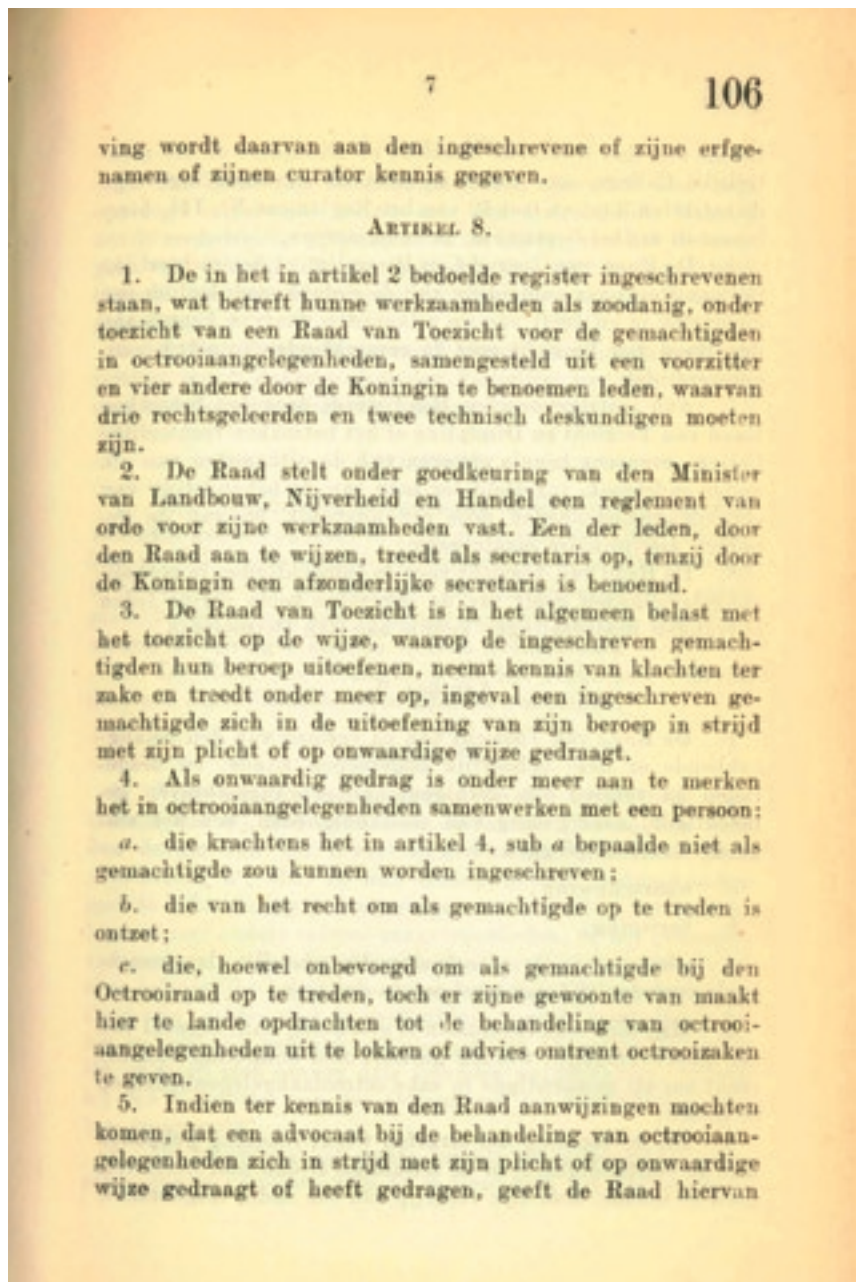 7
106
ving wordt daarvan aan den ingeschrevene of zijne erfge-
namen of zijnen curator kennis gegeven.
ARTIKEL 8.
1. De in het in artikel 2 bedoelde register ingeschrevenen
staan, wat betreft hunne werkzaamheden als zoodanig, onder
toezicht van een Raad van Toezicht voor de gemachtigden
in octrooiaangelegenheden, samengesteld uit een voorzitter
en vier andere door de Koningin te benoemen leden, waarvan
drie rechtsgeleerden en twee technisch deskundigen moeten
zijn.
2. De Raad stelt onder goedkeuring van den Minister
van Landbouw, Nijverheid en Handel een reglement van
orde voor zijne werkzaamheden vast. Een der leden, door
den Raad aan te wijzen, treedt als secretaris op, tenzij door
de Koningin een afzonderlijke secretaris is benoemd.
3. De Raad van Toezicht is in het algemeen belast met
het toezicht op de wijze, waarop de ingeschreven gemach-
tigden hun beroep uitoefenen, neemt kennis van klachten ter
zake en treedt onder meer op, ingeval een ingeschreven ge-
machtigde zich in de uitoefening van zijn beroep in strijd
met zijn plicht of op onwaardige wijze gedraagt.
4. Als onwaardig gedrag is onder meer aan te merken
het in octrooiaangelegenheden samenwerken met een persoon:
a. die krachtens het in artikel 4, sub a bepaalde niet als
gemachtigde zou kunnen worden ingeschreven;
b. die van het recht om als gemachtigde op te treden is
ontzet;
c. die, hoewel onbevoegd om als gemachtigde bij den
Octrooiraad op te treden, toch er zijne gewoonte van maakt
hier te lande opdrachten tot de behandeling van octrooi-
aangelegenheden uit te lokken of advies omtrent octrooizaken
te geven.
5. Indien ter kennis van den Raad aanwijzingen mochten
komen, dat een advocaat bij de behandeling van octrooiaan-
gelegenheden zich in strijd met zijn plicht of op onwaardige
wijze gedraagt of heeft gedragen, geeft de Raad hiervan